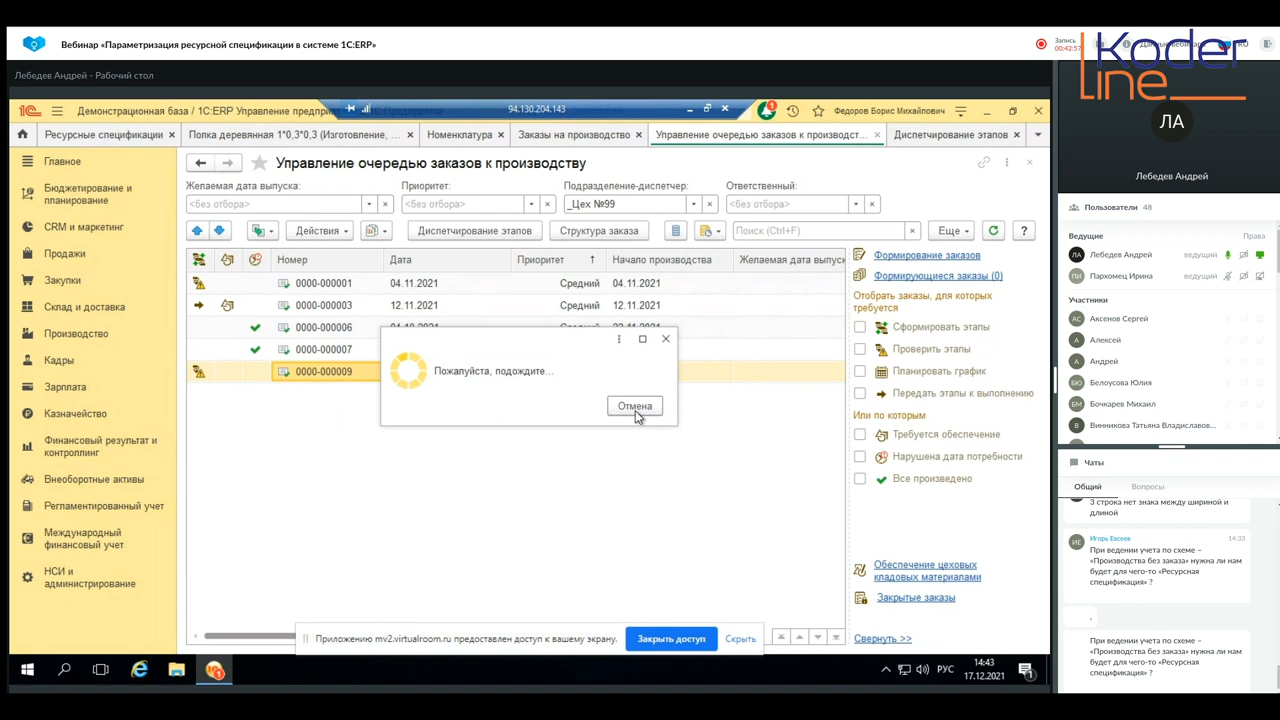 Вебинар «Параметризация ресурсной спецификации в системе 1С:ERP»
Запись
00:42:57
RU
Koder
line
Лебедев Андрей - Рабочий стол
94.130.204.143
Демонстрационная база / 1С:ERP Управление предпр
Федоров Борис Михайлович
Ресурсные спецификации
Полка деревянная 1*0,3*0,3 (Изготовление, ...
Номенклатура
Заказы на производство
Управление очередью заказов к производст...
Диспетчирование этапов
Главное
Бюджетирование и
планирование
CRM и маркетинг
Продажи
Закупки
Склад и доставка
Производство
Кадры
Зарплата
Казначейство
Финансовый результат и
контроллинг
Внеоборотные активы
Регламентированный учет
Международный
финансовый учет
НСИ и
администрирование
Управление очередью заказов к производству
Желаемая дата выпуска:
Приоритет:
Подразделение-диспетчер:
Ответственный:
<без отбора>
<без отбора>
_Цех №99
<без отбора>
Действия
Диспетчирование этапов
Структура заказа
Поиск (Ctrl+F)
Еще
?
Номер
Дата
Приоритет
Начало производства
Желаемая дата выпус
0000-000001
04.11.2021
Средний
04.11.2021
0000-000003
12.11.2021
Средний
12.11.2021
0000-000006
0000-000007
0000-000009
Пожалуйста, подождите...
Отмена
Формирование заказов
Формирующиеся заказы (0)
Отобрать заказы, для которых
требуется
Сформировать этапы
Проверить этапы
Планировать график
Передать этапы к выполнению
Или по которым
Требуется обеспечение
Нарушена дата потребности
Все произведено
Обеспечение цеховых
кладовых материалами
Закрытые заказы
Свернуть >>
Приложению mv2.virtualroom.ru предоставлен доступ к вашему экрану.
Закрыть доступ
Скрыть
РУС
14:43
17.12.2021
ЛА
Лебедев Андрей
Пользователи 48
Ведущие
Права
ЛА
Лебедев Андрей
ведущий
ПИ
Пархомец Ирина
ведущий
Участники
АС
Аксенов Сергей
А
Алексей
А
Андрей
БЮ
Белоусова Юлия
БМ
Бочкарев Михаил
В
Винникова Татьяна Владиславов...
Чаты
Общий
Вопросы
3 строка нет знака между шириной и
длиной
ИЕ
Игорь Евсеев
14:33
При ведении учета по схеме –
«Производства без заказа» нужна ли нам
будет для чего-то «Ресурсная
спецификация» ?
.
При ведении учета по схеме –
«Производства без заказа» нужна ли нам
будет для чего-то «Ресурсная
спецификация» ?